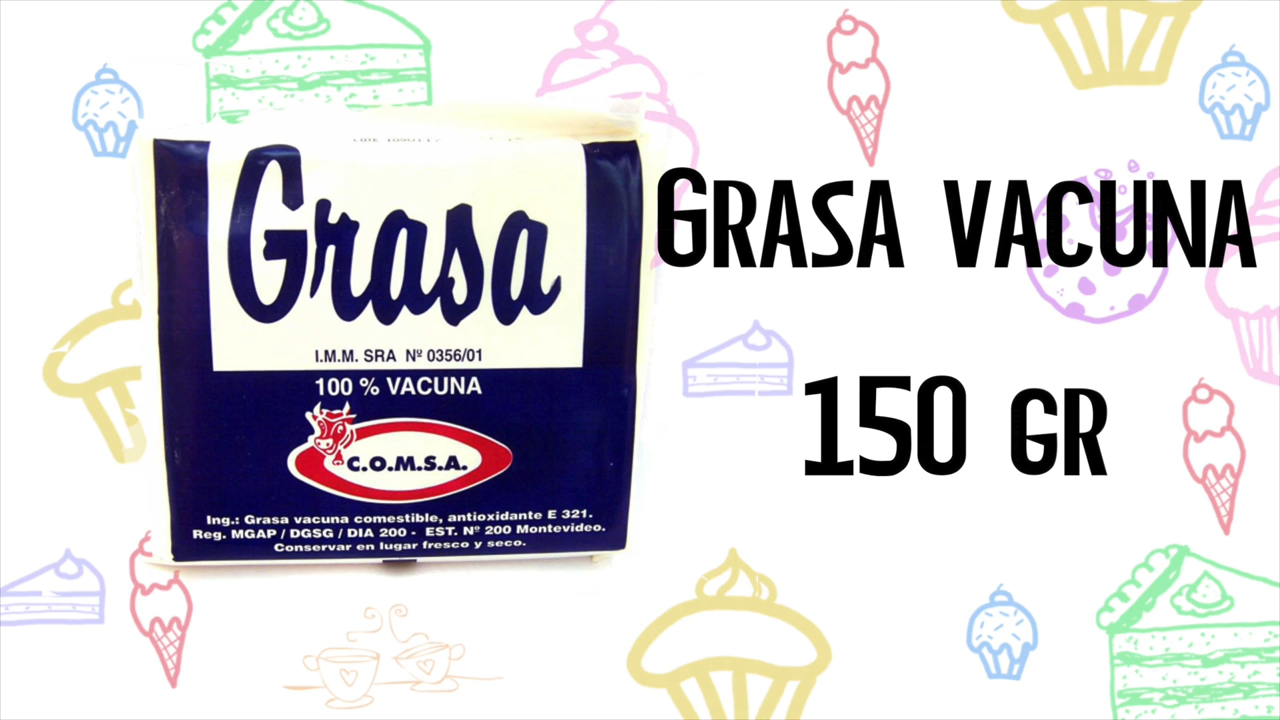 Grasa
I.M.M. SRA Nº 0356/01
100 % VACUNA
C.O.M.S.A.
Ing.: Grasa vacuna comestible, antioxidante E 321.
Reg. MGAP / DGSG / DIA 200 - EST. Nº 200 Montevideo.
Conservar en lugar fresco y seco.
GRASA VACUNA
150 GR